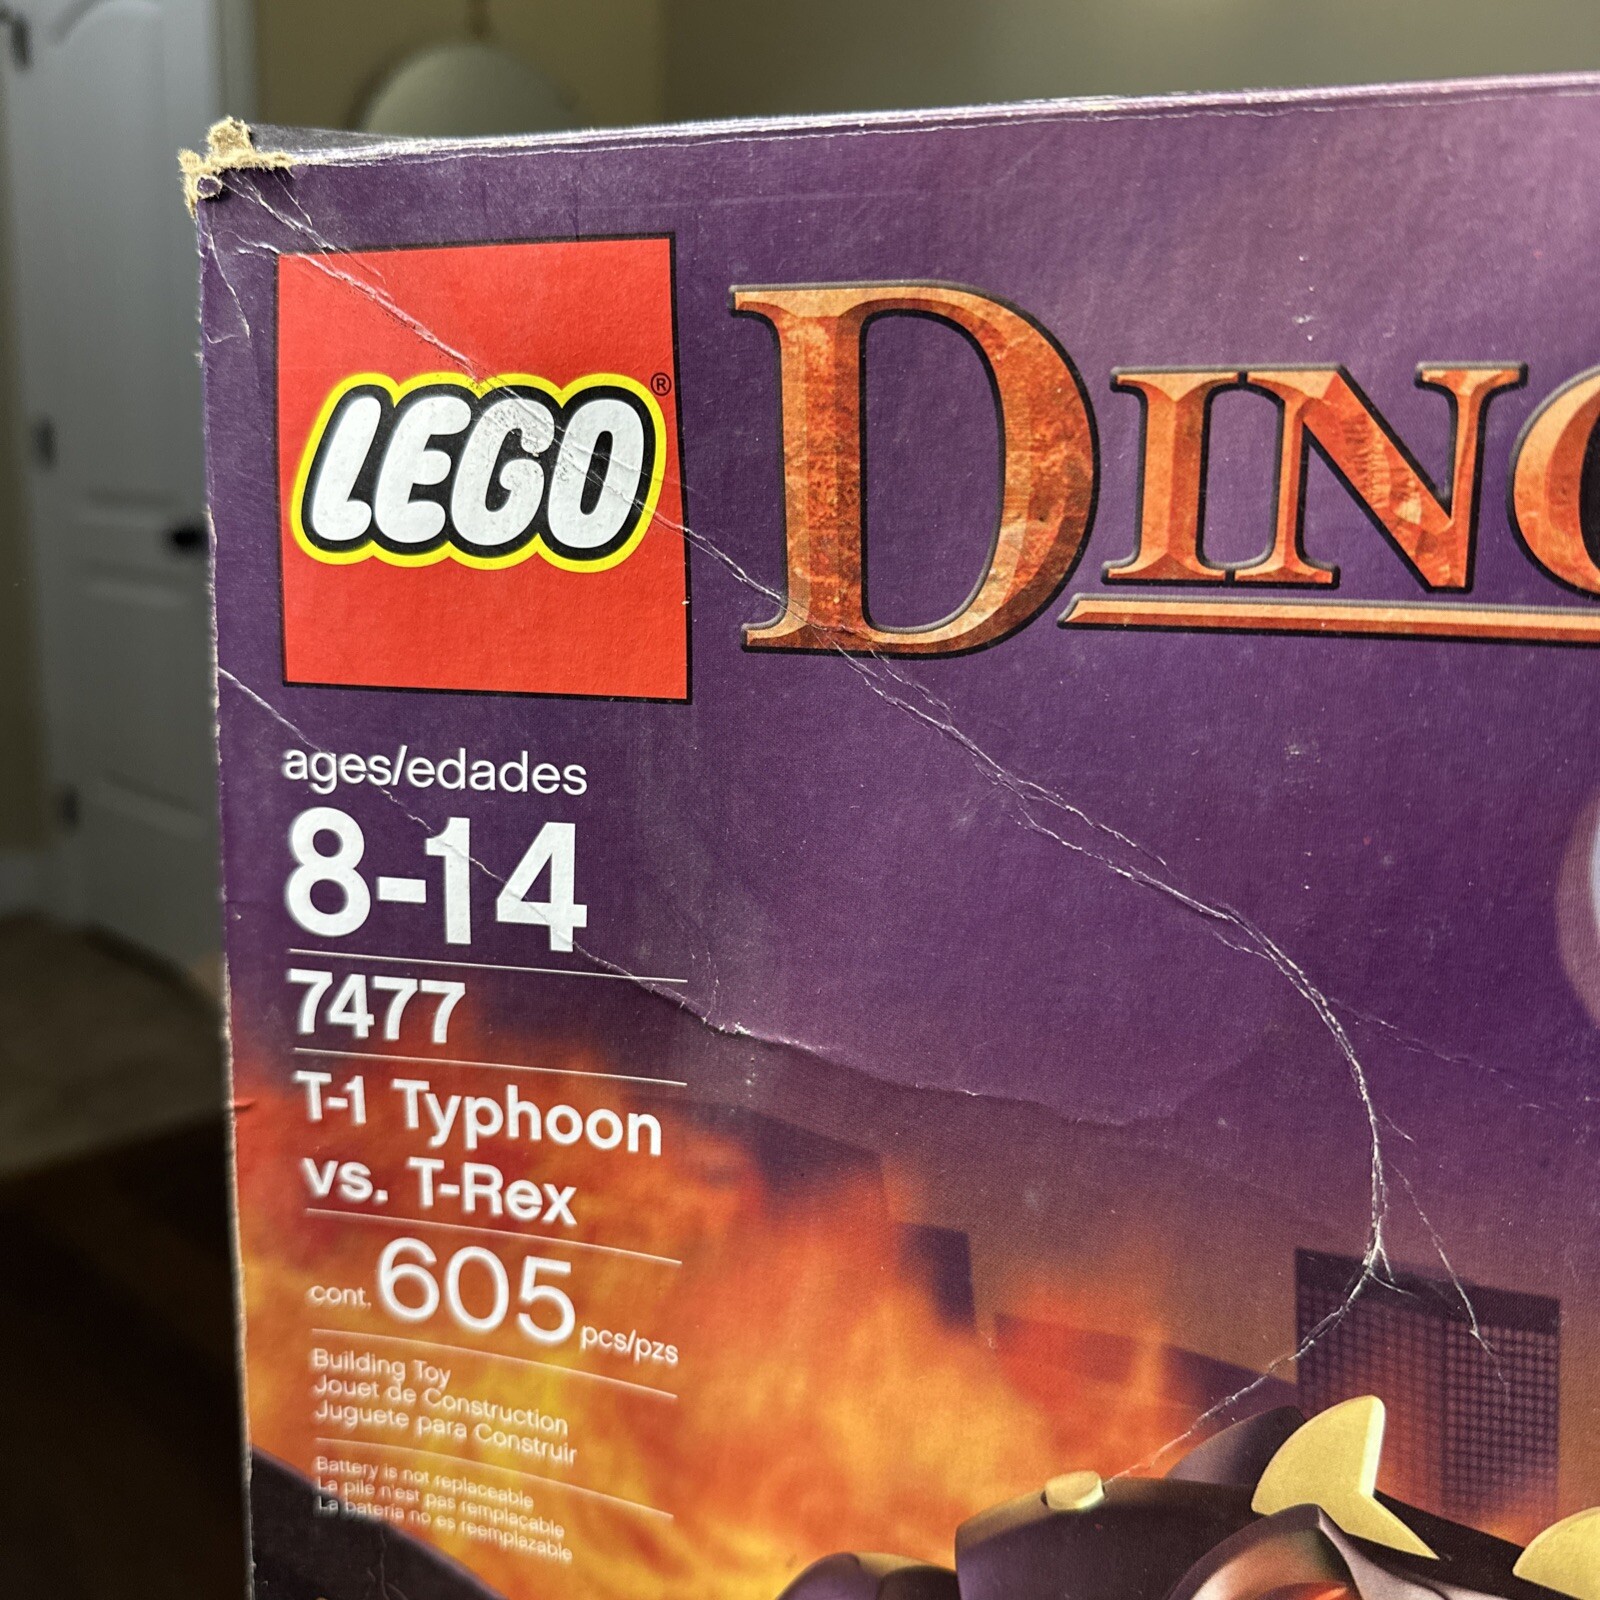 LEGO®
DINO
ages/edades
8-14
7477
T-1 Typhoon
vs. T-Rex
cont. 605 pcs/pzs
Building Toy
Jouet de Construction
Juguete para Construir
Battery is not replaceable
La pile n'est pas remplacable
La batería no es reemplazable